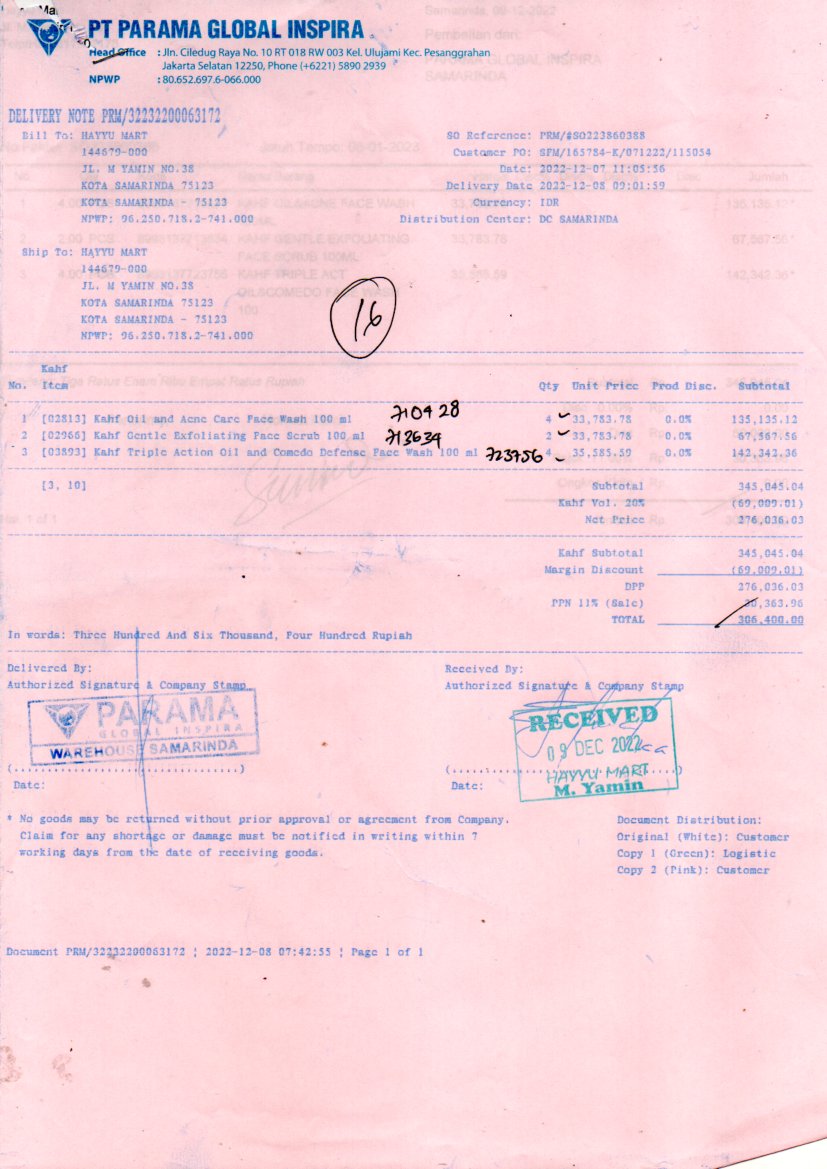 PT PARAMA GLOBAL INSPIRA
Head Office : Jln. Ciledug Raya No. 10 RT 018 RW 003 Kel. Ulujami Kec. Pesanggrahan
Jakarta Selatan 12250, Phone (+6221) 5890 2939
NPWP : 80.652.697.6-066.000
DELIVERY NOTE PRM/32232200063172
Bill To: HAYYU MART
144679-000
JL. M YAMIN NO.38
KOTA SAMARINDA 75123
KOTA SAMARINDA - 75123
NPWP: 96.250.718.2-741.000
SO Reference: PRM/#SO223860388
Customer PO: SFM/165784-K/071222/115054
Date: 2022-12-07 11:05:56
Delivery Date 2022-12-08 09:01:59
Currency: IDR
Distribution Center: DC SAMARINDA
Ship To: HAYYU MART
144679-000
JL. M YAMIN NO.38
KOTA SAMARINDA 75123
KOTA SAMARINDA - 75123
NPWP: 96.250.718.2-741.000
16
Kahf
No. Item Qty Unit Price Prod Disc. Subtotal
1 [02813] Kahf Oil and Acne Care Face Wash 100 ml 710428 4 33,783.78 0.0% 135,135.12
2 [02966] Kahf Gentle Exfoliating Face Scrub 100 ml 713634 2 33,783.78 0.0% 67,567.56
3 [03893] Kahf Triple Action Oil and Comedo Defense Face Wash 100 ml 723756 4 35,585.59 0.0% 142,342.36
[3, 10] Subtotal 345,045.04
Kahf Vol. 20% (69,009.01)
Net Price 276,036.03
Kahf Subtotal 345,045.04
Margin Discount (69,009.01)
DPP 276,036.03
PPN 11% (Sale) 30,363.96
TOTAL 306,400.00
In words: Three Hundred And Six Thousand, Four Hundred Rupiah
Delivered By:
Authorized Signature & Company Stamp
PARAMA
GLOBAL INSPIRA
WAREHOUSE SAMARINDA
(..............................)
Date:
Received By:
Authorized Signature & Company Stamp
RECEIVED
09 DEC 2022
HAYYU MART
M. Yamin
(..............................)
Date:
* No goods may be returned without prior approval or agreement from Company.
Claim for any shortage or damage must be notified in writing within 7
working days from the date of receiving goods.
Document Distribution:
Original (White): Customer
Copy 1 (Green): Logistic
Copy 2 (Pink): Customer
Document PRM/32232200063172 | 2022-12-08 07:42:55 | Page 1 of 1